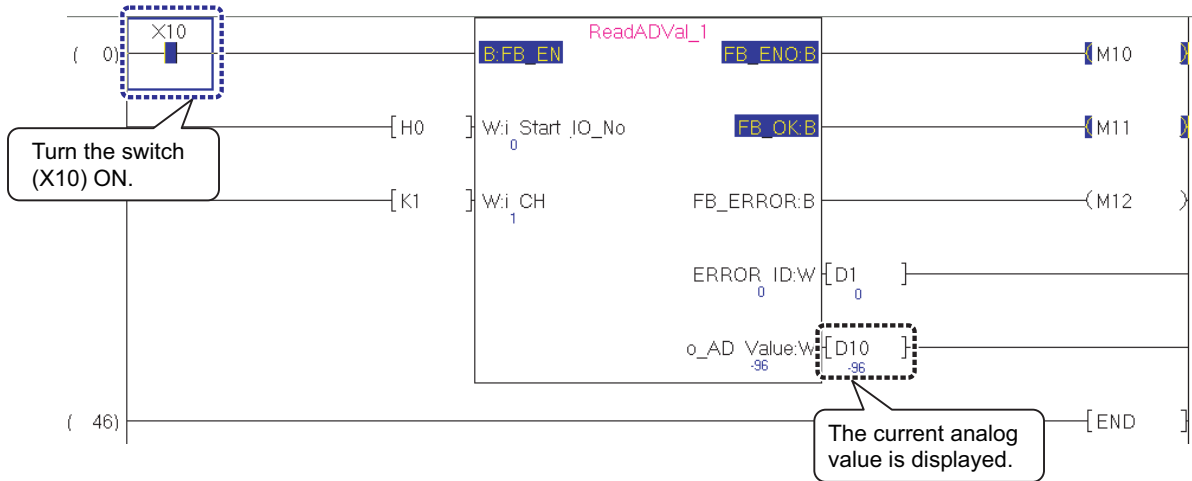 X10
ReadADVal_1
( 0) B:FB_EN FB_ENO:B (M10 )
[H0 ] W:i_Start_IO_No FB_OK:B (M11 )
0
Turn the switch
(X10) ON.
[K1 ] W:i_CH FB_ERROR:B (M12 )
1
ERROR_ID:W [D1 ]
0 0
o_AD_Value:W [D10 ]
-96 -96
( 46) [END ]
The current analog
value is displayed.